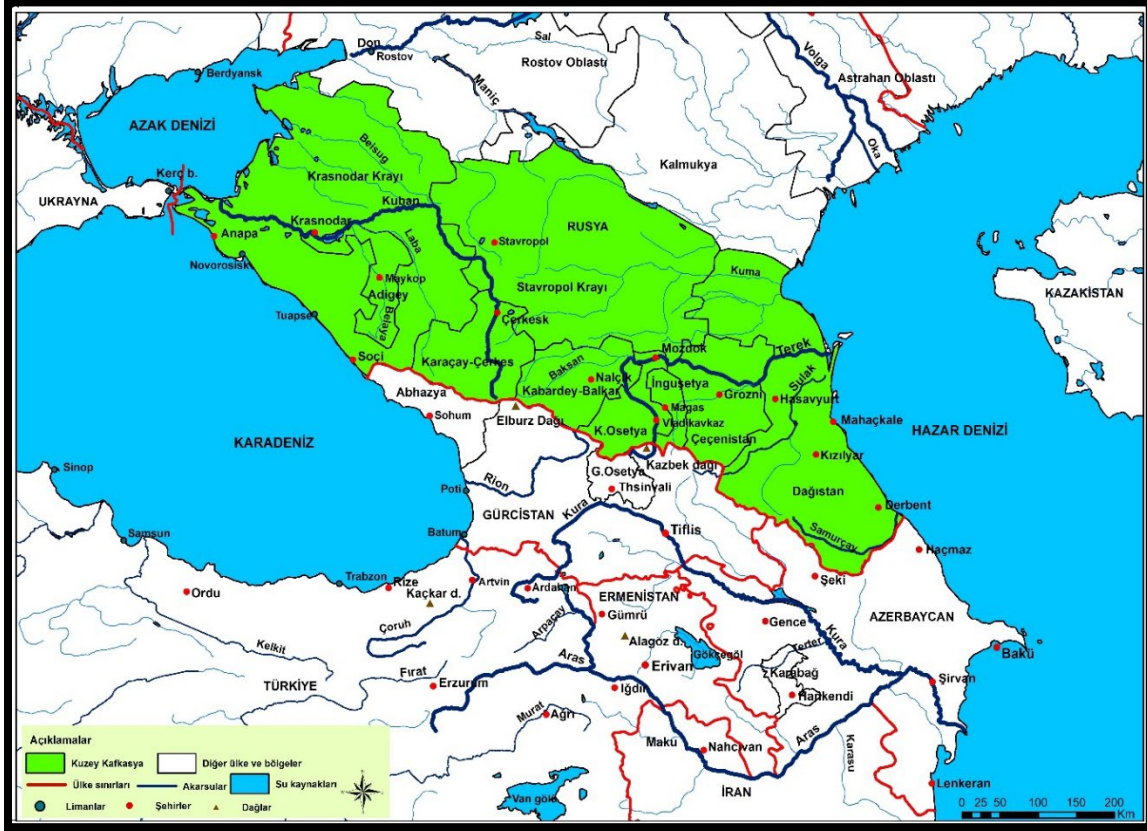 Don
Rostov
Sal
Rostov Oblastı
Volga
Astrahan Oblastı
Berdyansk
Maniç
AZAK DENİZİ
Beisug
Oka
Kalmukya
Krasnodar Krayı
Kerç b.
UKRAYNA
Kuban
RUSYA
Krasnodar
Anapa
Laba
Stavropol
Novorosisk
Kuma
Maykop
Adigey
Stavropol Krayı
KAZAKİSTAN
Tuapse
Belaya
Çerkesk
Soçi
Karaçay-Çerkes
Baksan
Mozdok
Terek
Sulak
Nalçik
İnguşetya
Abhazya
Kabardey-Balkar
Grozni
Hasavyurt
Magas
Sohum
Elburz Dağı
Vladikavkaz
Mahaçkale
K.Osetya
Çeçenistan
HAZAR DENİZİ
KARADENİZ
Kızılyar
Kazbek dağı
Sinop
Rion
G.Osetya
Thsinvali
Dağıstan
Poti
Derbent
GÜRCİSTAN
Kura
Samurçay
Samsun
Batum
Tiflis
Haçmaz
Trabzon
Rize
Artvin
Ardahan
Şeki
Ordu
Kaçkar d.
ERMENİSTAN
AZERBAYCAN
Gümrü
Gence
Çoruh
Arpaçay
Alagöz d.
Kura
Gökçegöl
Terter
Kelkit
Aras
Erivan
Karabağ
Bakü
Fırat
TÜRKİYE
Erzurum
Iğdır
Hankendi
Şirvan
Murat
Ağrı
Aras
Makü
Nahcıvan
Karasu
İRAN
Lenkeran
Van gölü
Açıklamalar
Kuzey Kafkasya
Diğer ülke ve bölgeler
Ülke sınırları
Akarsular
Su kaynakları
Limanlar
Şehirler
Dağlar
0 25 50 100 150 200
Km